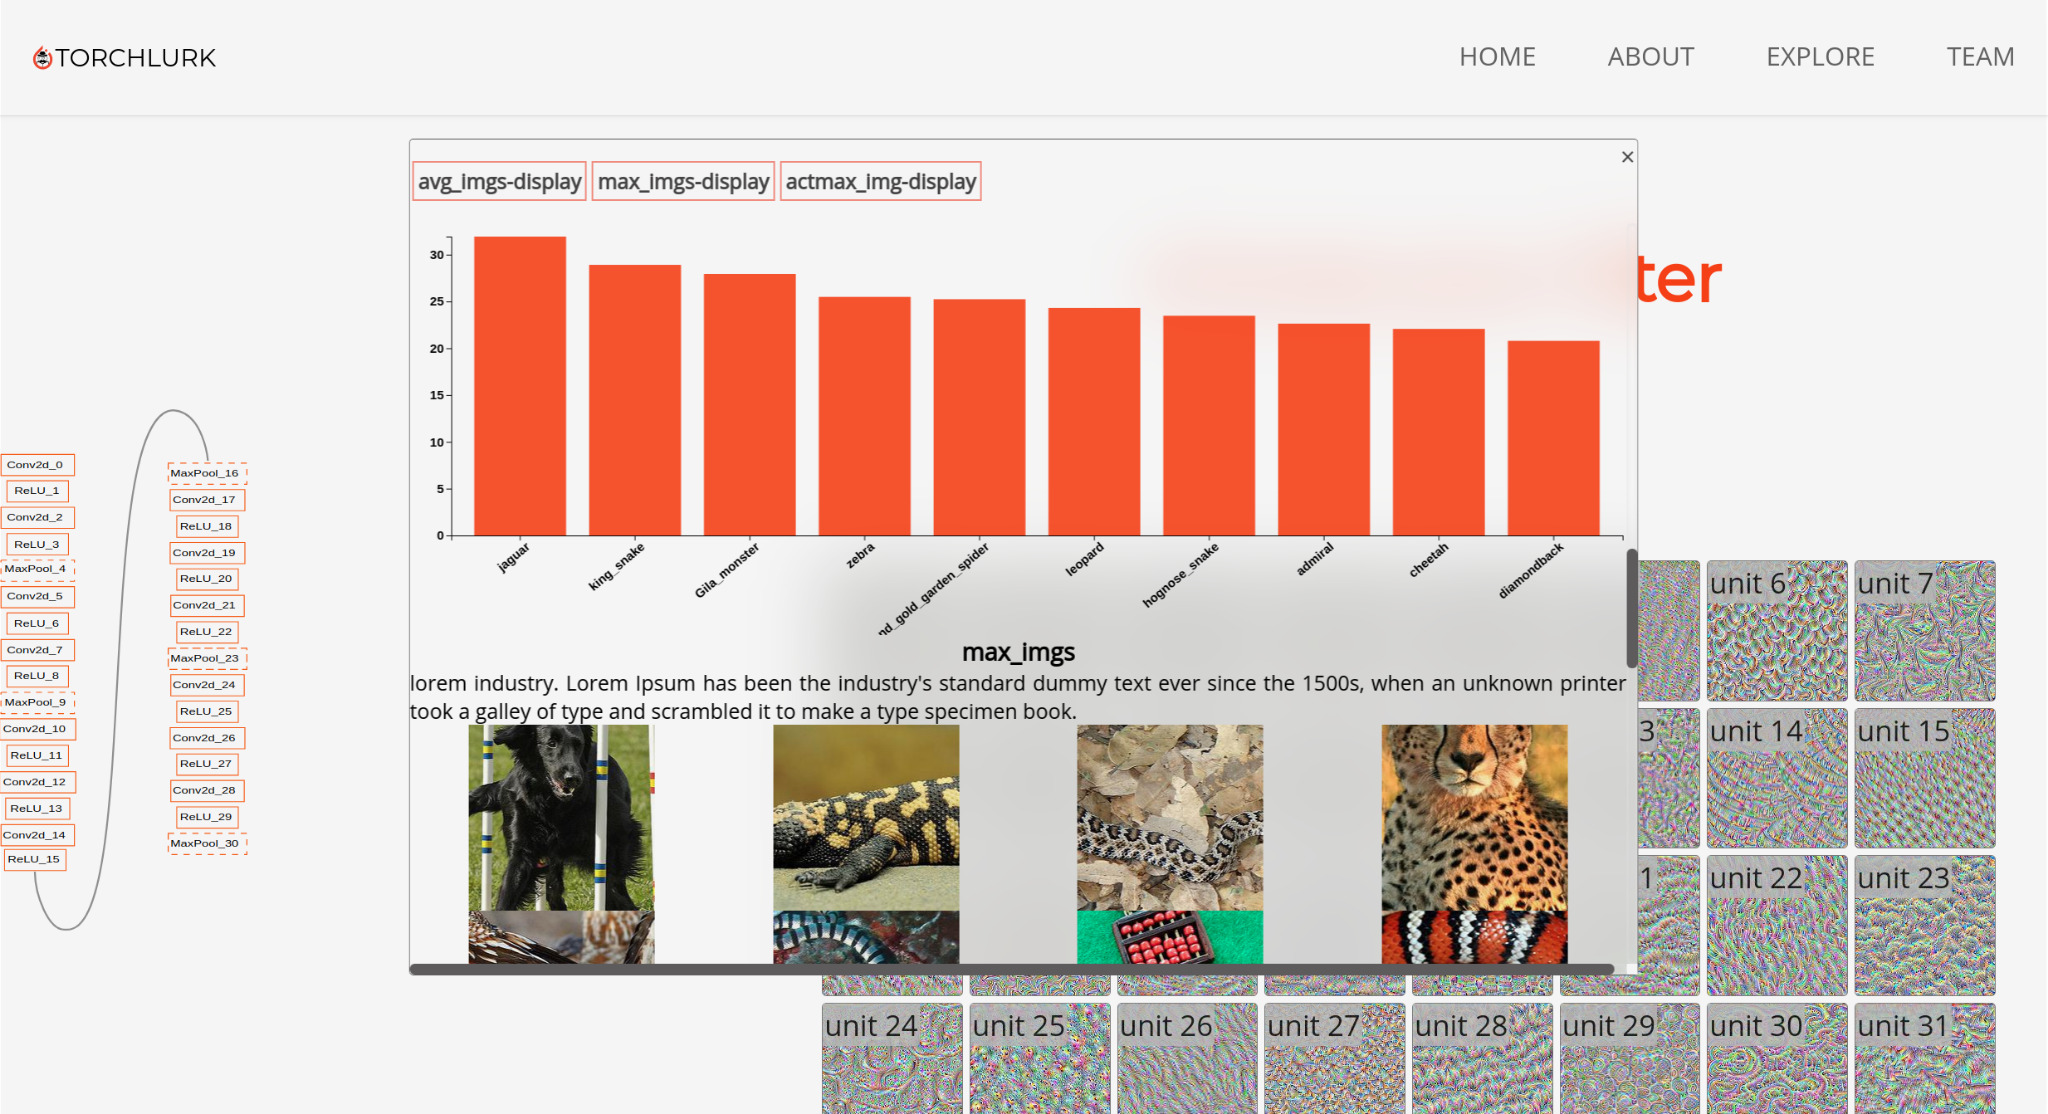 TORCHLURK
HOME ABOUT EXPLORE TEAM
×
avg_imgs-display max_imgs-display actmax_img-display
ter
30
25
20
15
10
5
0
jaguar
king_snake
Gila_monster
zebra
nd_gold_garden_spider
leopard
hognose_snake
admiral
cheetah
diamondback
max_imgs
lorem industry. Lorem Ipsum has been the industry's standard dummy text ever since the 1500s, when an unknown printer
took a galley of type and scrambled it to make a type specimen book.
Conv2d_0
ReLU_1
Conv2d_2
ReLU_3
MaxPool_4
Conv2d_5
ReLU_6
Conv2d_7
ReLU_8
MaxPool_9
Conv2d_10
ReLU_11
Conv2d_12
ReLU_13
Conv2d_14
ReLU_15
MaxPool_16
Conv2d_17
ReLU_18
Conv2d_19
ReLU_20
Conv2d_21
ReLU_22
MaxPool_23
Conv2d_24
ReLU_25
Conv2d_26
ReLU_27
Conv2d_28
ReLU_29
MaxPool_30
unit 6
unit 7
3
unit 14
unit 15
1
unit 22
unit 23
unit 24
unit 25
unit 26
unit 27
unit 28
unit 29
unit 30
unit 31